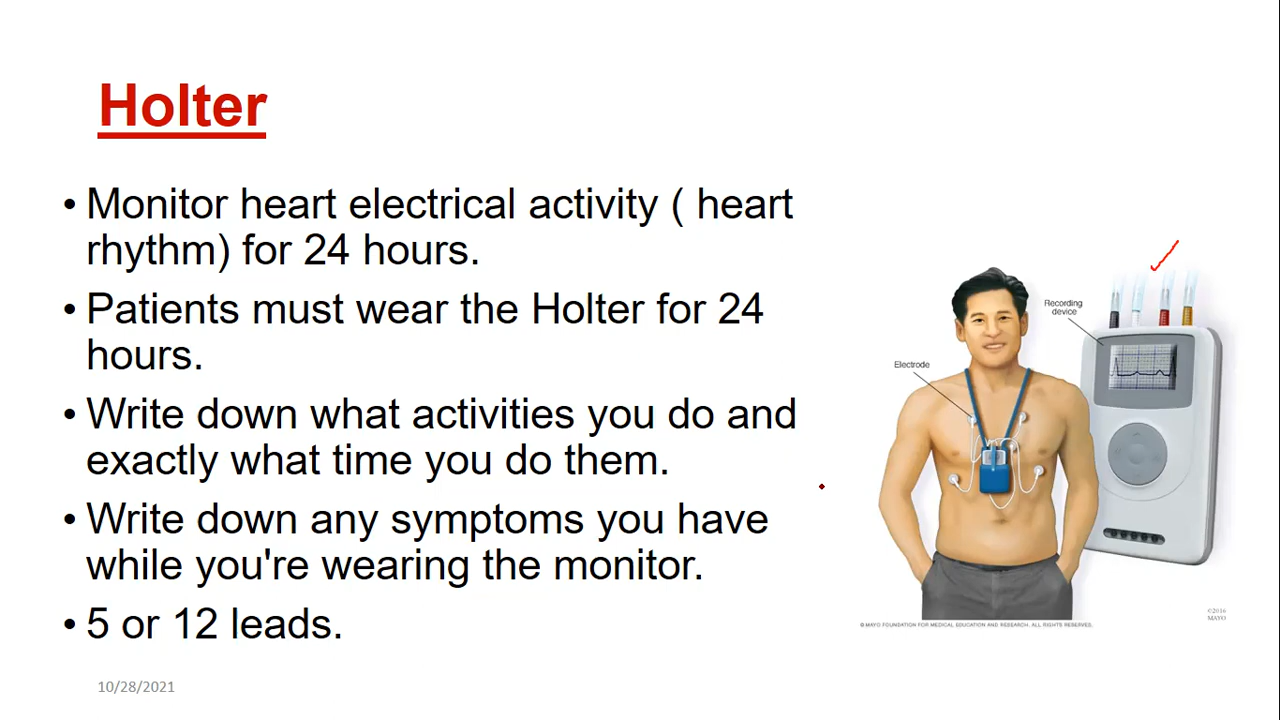 Holter
• Monitor heart electrical activity ( heart
rhythm) for 24 hours.
• Patients must wear the Holter for 24
hours.
• Write down what activities you do and
exactly what time you do them.
• Write down any symptoms you have
while you're wearing the monitor.
• 5 or 12 leads.
Recording
device
Electrode
©2016
MAYO
© MAYO FOUNDATION FOR MEDICAL EDUCATION AND RESEARCH. ALL RIGHTS RESERVED.
10/28/2021